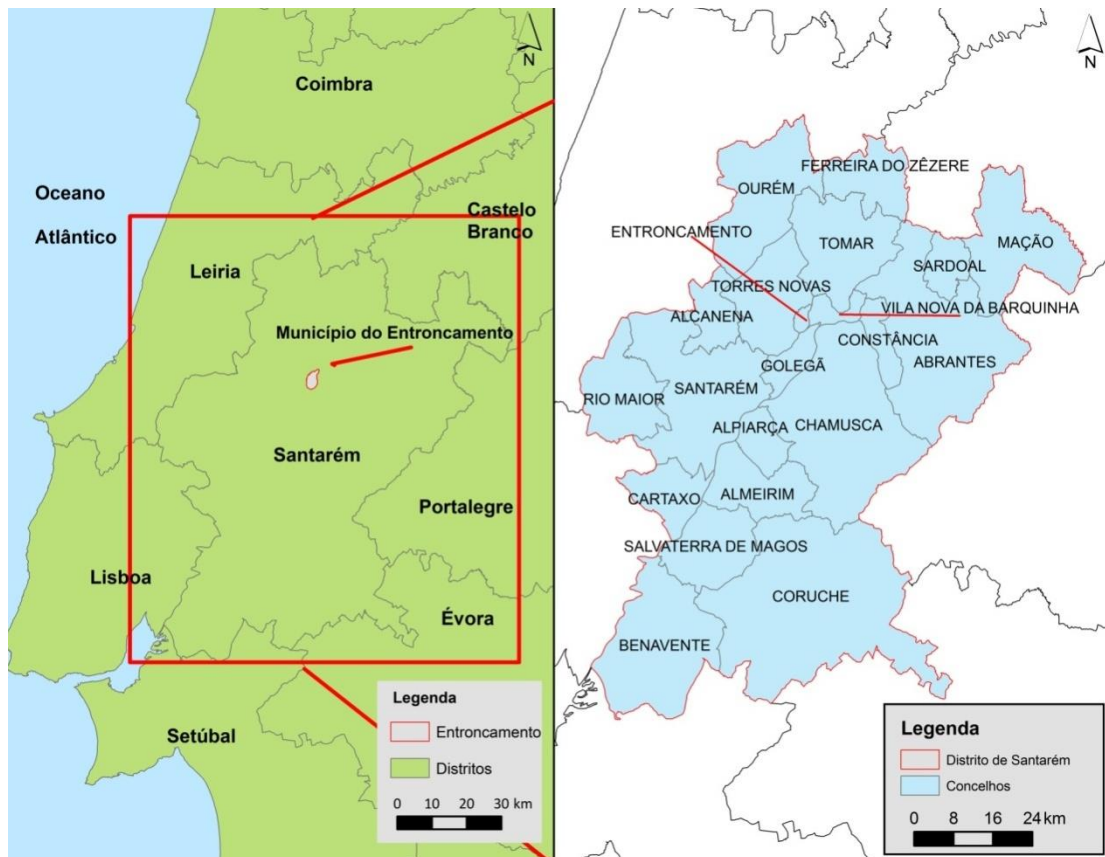 N
Coimbra
Oceano
Atlântico
Castelo
Branco
Leiria
Município do Entroncamento
Santarém
Portalegre
Lisboa
Évora
Setúbal
Legenda
Entroncamento
Distritos
0 10 20 30 km
N
FERREIRA DO ZÊZERE
OURÉM
ENTRONCAMENTO
TOMAR
MAÇÃO
SARDOAL
TORRES NOVAS
VILA NOVA DA BARQUINHA
ALCANENA
CONSTÂNCIA
ABRANTES
GOLEGÃ
SANTARÉM
RIO MAIOR
ALPIARÇA
CHAMUSCA
CARTAXO
ALMEIRIM
SALVATERRA DE MAGOS
CORUCHE
BENAVENTE
Legenda
Distrito de Santarém
Concelhos
0 8 16 24 km